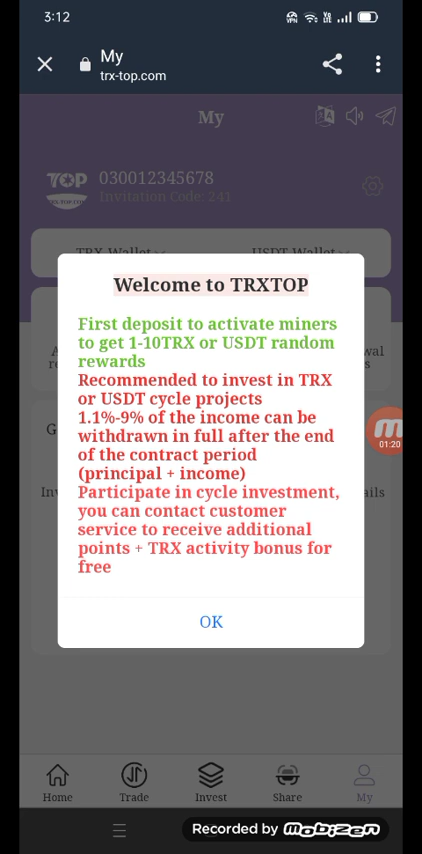 3:12
My
trx-top.com
My
TOP
030012345678
Invitation Code: 241
TRX Wallet
USDT Wallet
Welcome to TRXTOP
First deposit to activate miners
to get 1-10TRX or USDT random
rewards
Recommended to invest in TRX
or USDT cycle projects
1.1%-9% of the income can be
withdrawn in full after the end
of the contract period
(principal + income)
Participate in cycle investment,
you can contact customer
service to receive additional
points + TRX activity bonus for
free
OK
01:20
Home
Trade
Invest
Share
My
Recorded by mobizen